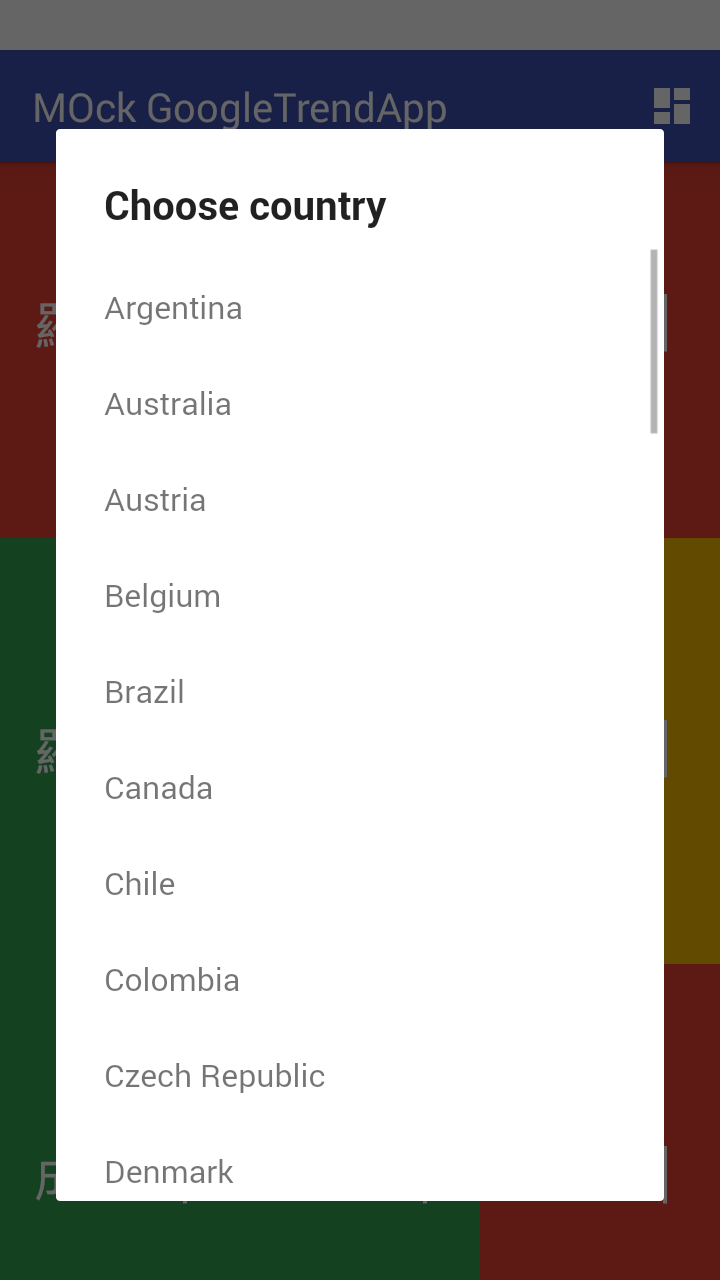 MOck GoogleTrendApp
Choose country
Argentina
Australia
Austria
Belgium
Brazil
Canada
Chile
Colombia
Czech Republic
Denmark